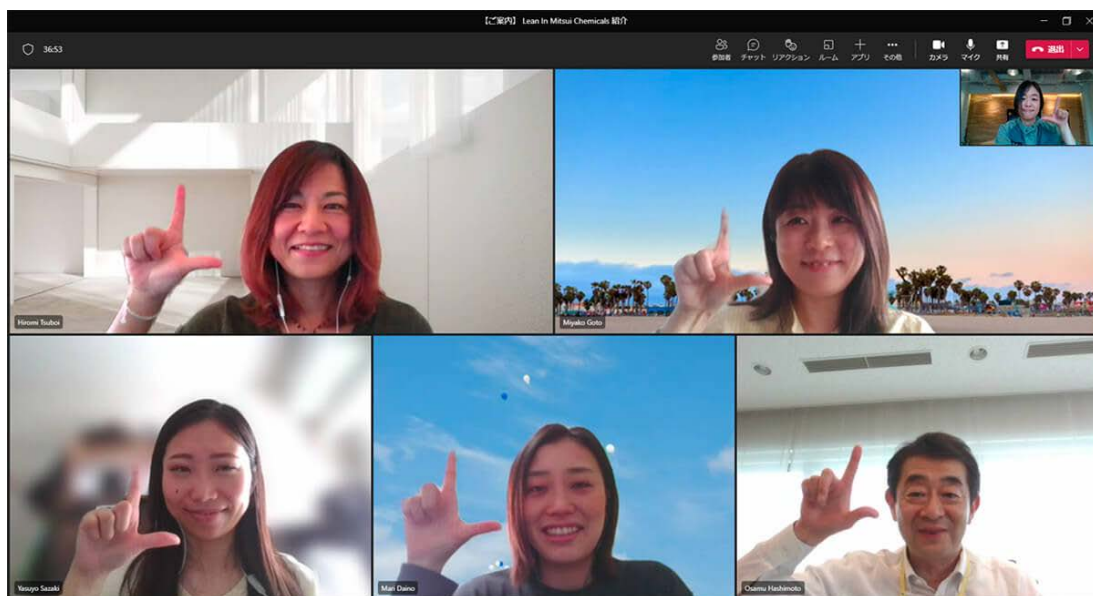 【ご案内】 Lean In Mitsui Chemicals 紹介
36:53
参加者 チャット リアクション ルーム アプリ その他 カメラ マイク 共有 退出
Hiromi Tsuboi
Miyako Goto
Yasuyo Sazaki
Mari Daino
Osamu Hashimoto